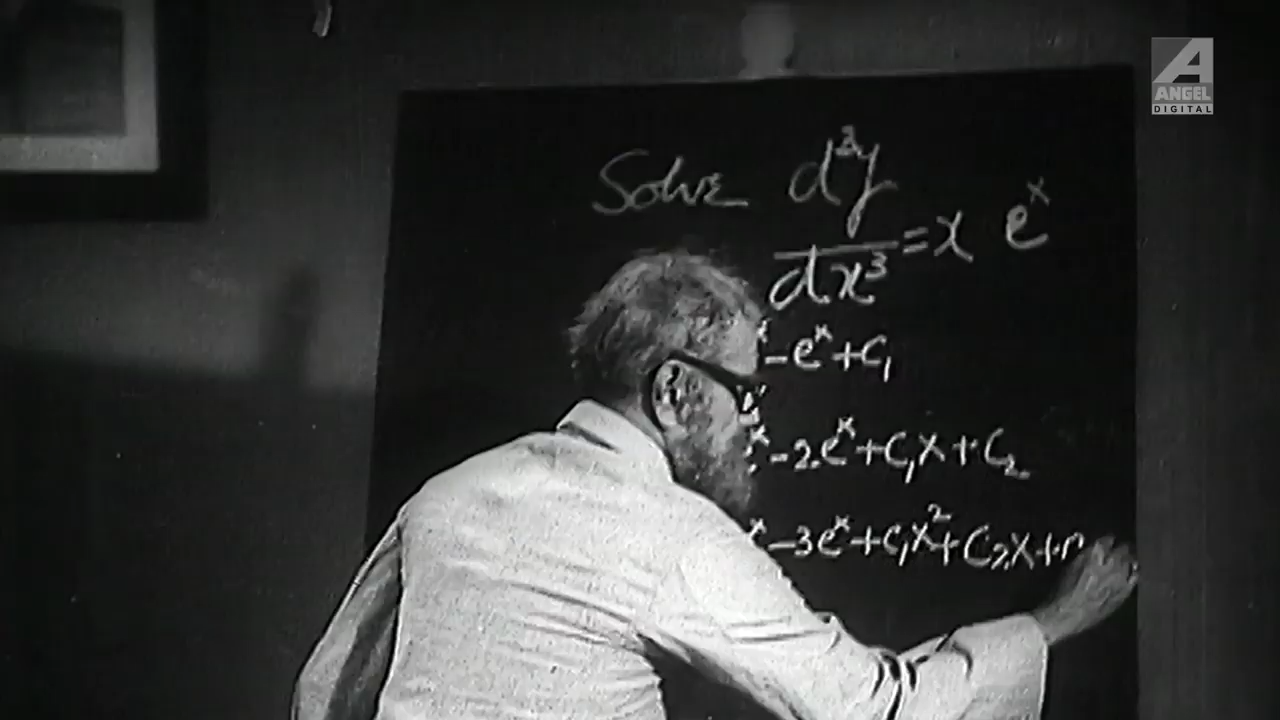 A
ANGEL
DIGITAL
Solve d³y
dx³ = x eˣ
ˣ - eˣ + C₁
ˣ - 2eˣ + C₁x + C₂
ˣ - 3eˣ + C₁x² + C₂x +